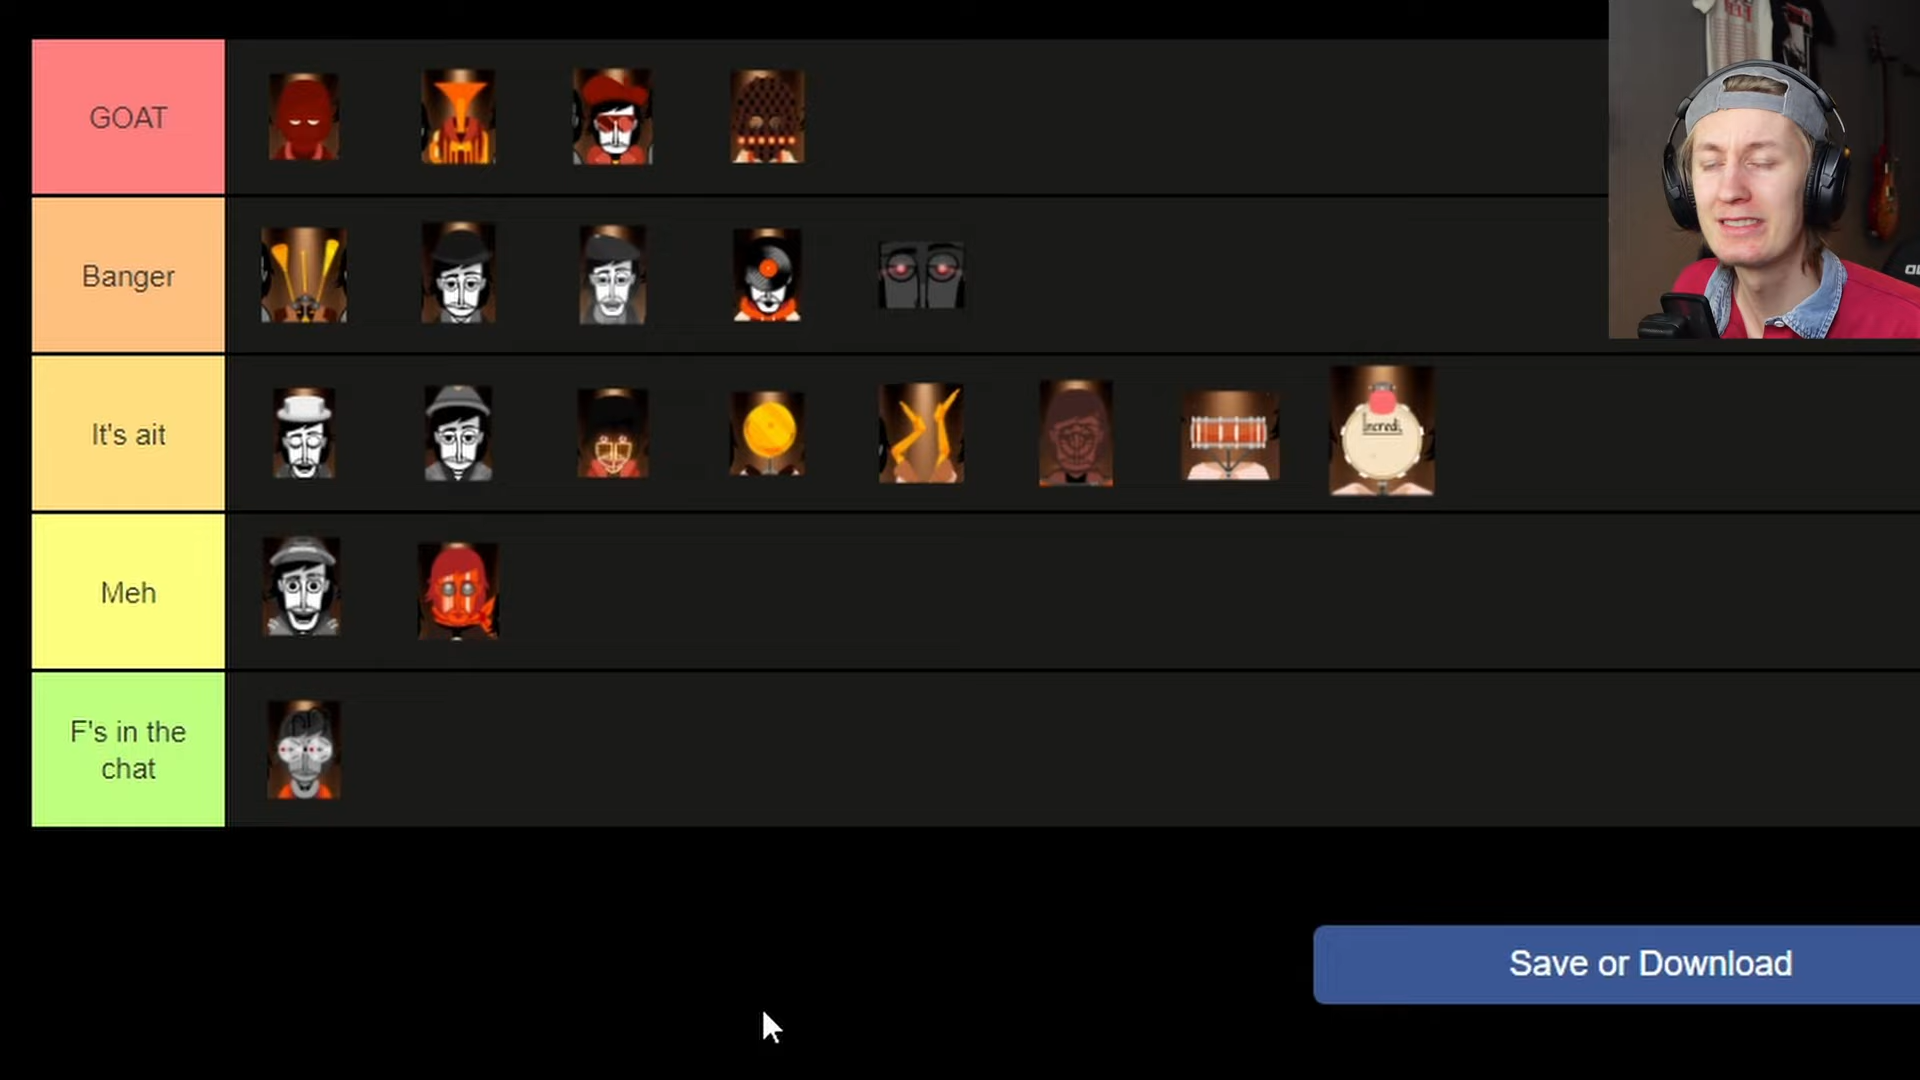 GOAT
Banger
It's ait
Incredi
Meh
F's in the
chat
Save or Download